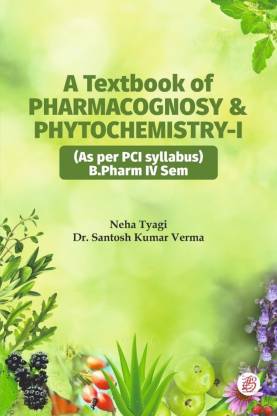 A Textbook of
PHARMACOGNOSY &
PHYTOCHEMISTRY-I
(As per PCI syllabus)
B.Pharm IV Sem
Neha Tyagi
Dr. Santosh Kumar Verma